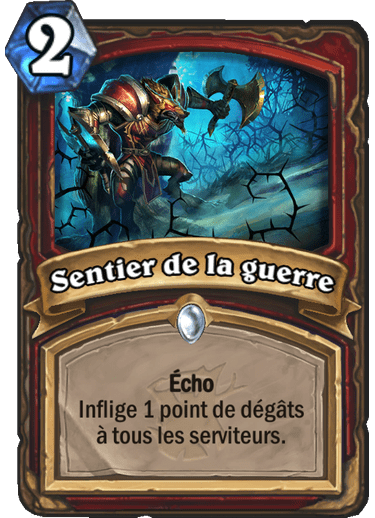 2
Sentier de la guerre
Écho
Inflige 1 point de dégâts
à tous les serviteurs.